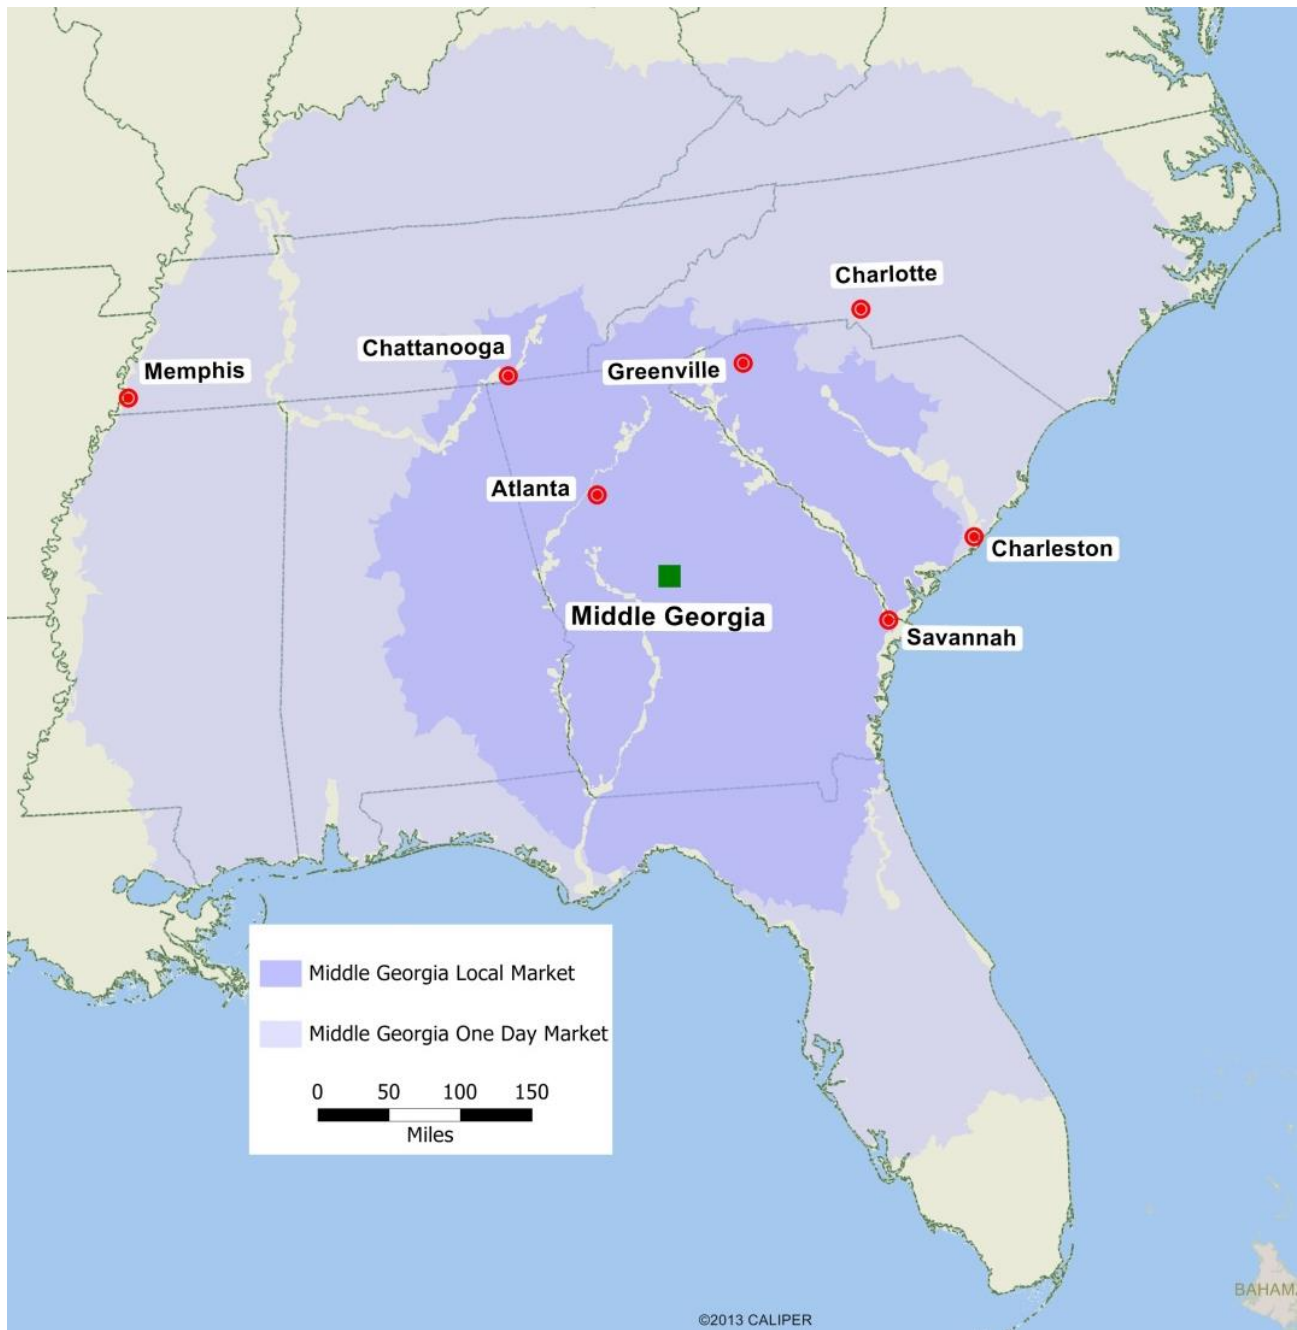 Charlotte
Chattanooga
Memphis
Greenville
Atlanta
Charleston
Middle Georgia
Savannah
Middle Georgia Local Market
Middle Georgia One Day Market
0 50 100 150
Miles
BAHAMA
©2013 CALIPER